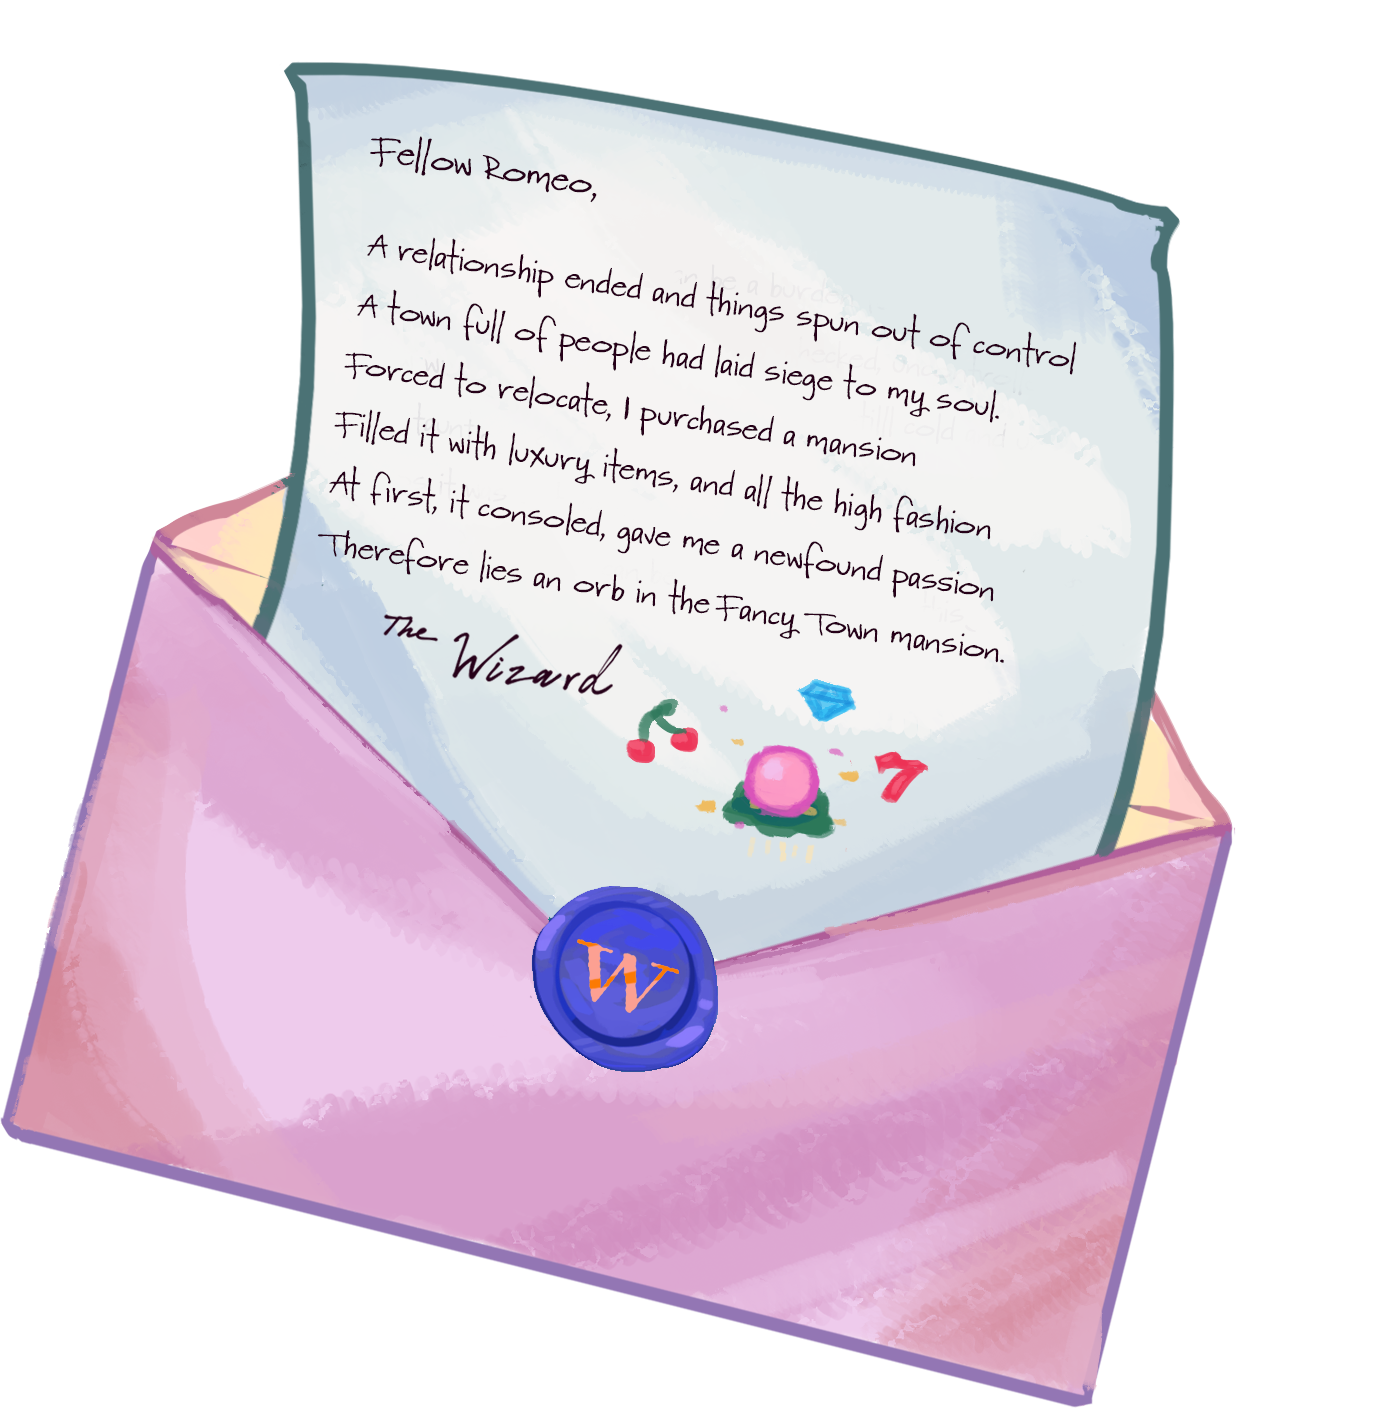 Fellow Romeo,
A relationship ended and things spun out of control
A town full of people had laid siege to my soul.
Forced to relocate, I purchased a mansion
Filled it with luxury items, and all the high fashion
At first, it consoled, gave me a newfound passion
Therefore lies an orb in the Fancy Town mansion.
The Wizard
7
W